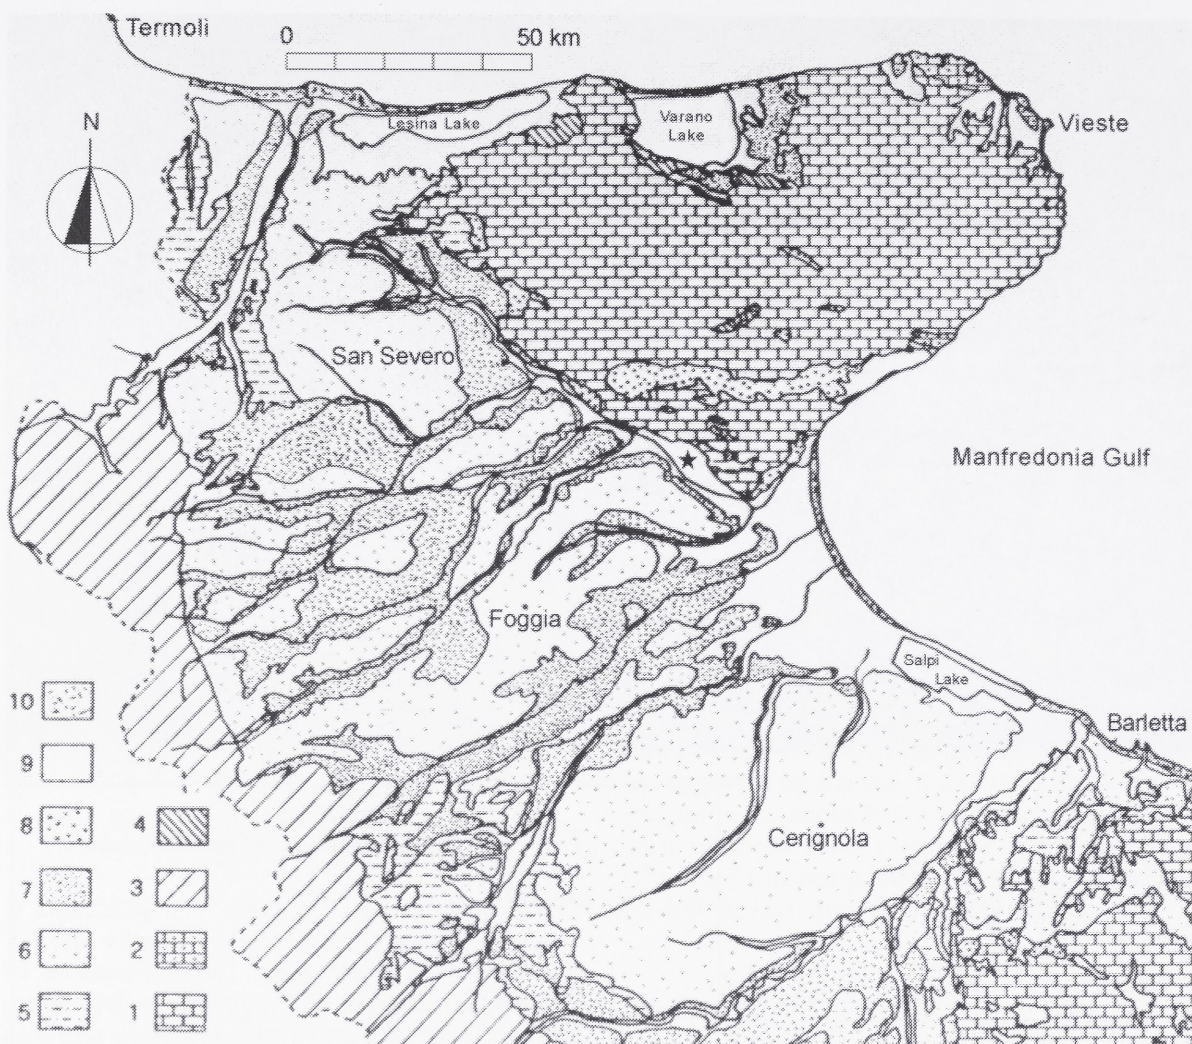 Termoli
0 50 km
N
Lesina Lake
Varano
Lake
Vieste
San Severo
Manfredonia Gulf
Foggia
Salpi
Lake
Barletta
Cerignola
10
9
8 4
7 3
6 2
5 1